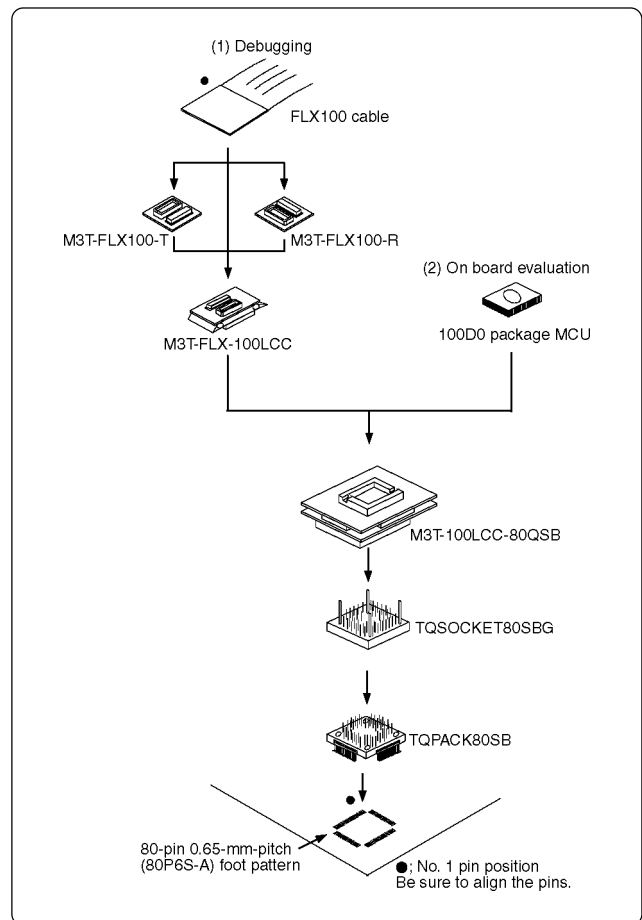 (1) Debugging
FLX100 cable
M3T-FLX100-T
M3T-FLX100-R
(2) On board evaluation
M3T-FLX-100LCC
100D0 package MCU
M3T-100LCC-80QSB
TQSOCKET80SBG
TQPACK80SB
80-pin 0.65-mm-pitch
(80P6S-A) foot pattern
●; No. 1 pin position
Be sure to align the pins.